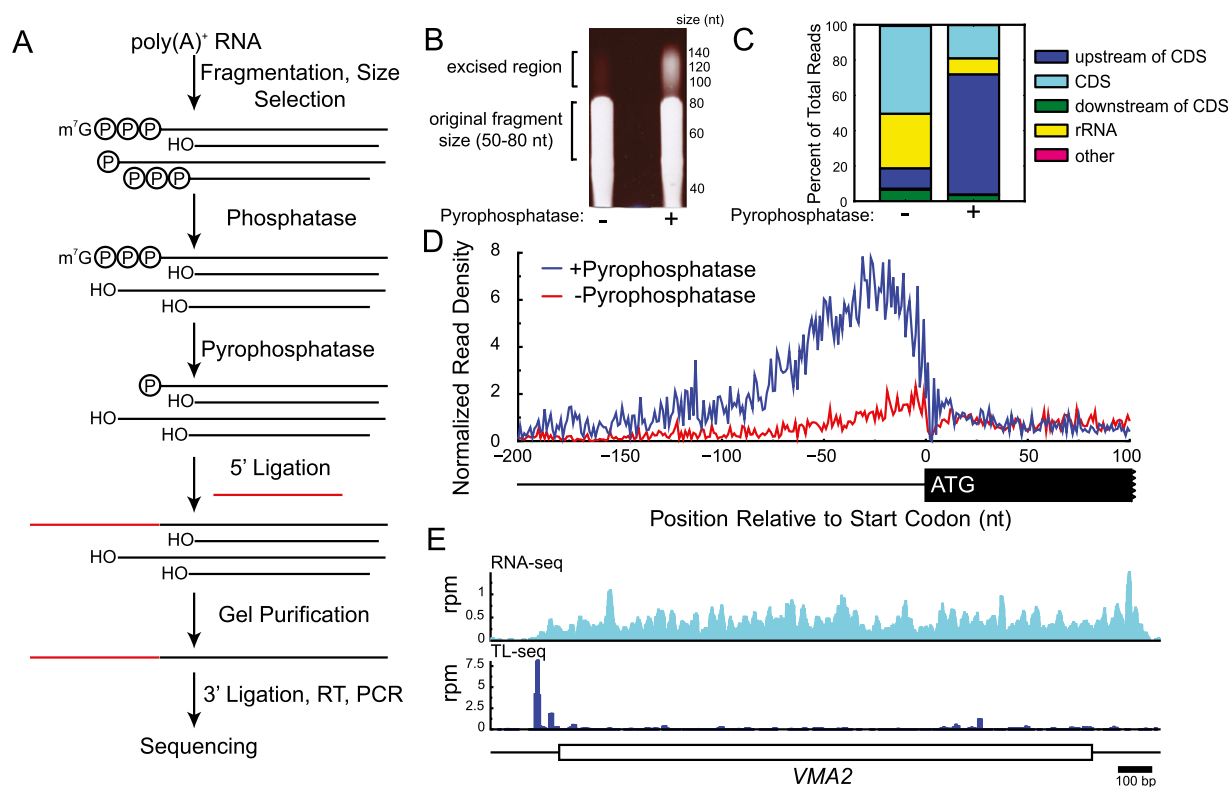 A
poly(A)+ RNA
Fragmentation, Size
Selection
m7G P P P
HO
P
P P P
Phosphatase
m7G P P P
HO
HO
HO
Pyrophosphatase
P
HO
HO
HO
5’ Ligation
HO
HO
HO
Gel Purification
3’ Ligation, RT, PCR
Sequencing
B
size (nt)
excised region
original fragment
size (50-80 nt)
140
120
100
80
60
40
Pyrophosphatase: - +
C
Percent of Total Reads
100
80
60
40
20
0
upstream of CDS
CDS
downstream of CDS
rRNA
other
Pyrophosphatase: - +
D
Normalized Read Density
8
6
4
2
0
+Pyrophosphatase
-Pyrophosphatase
−200 −150 −100 −50 0 50 100
ATG
Position Relative to Start Codon (nt)
E
RNA-seq
rpm
1
0.5
0
TL-seq
rpm
7.5
5
2.5
0
VMA2
100 bp